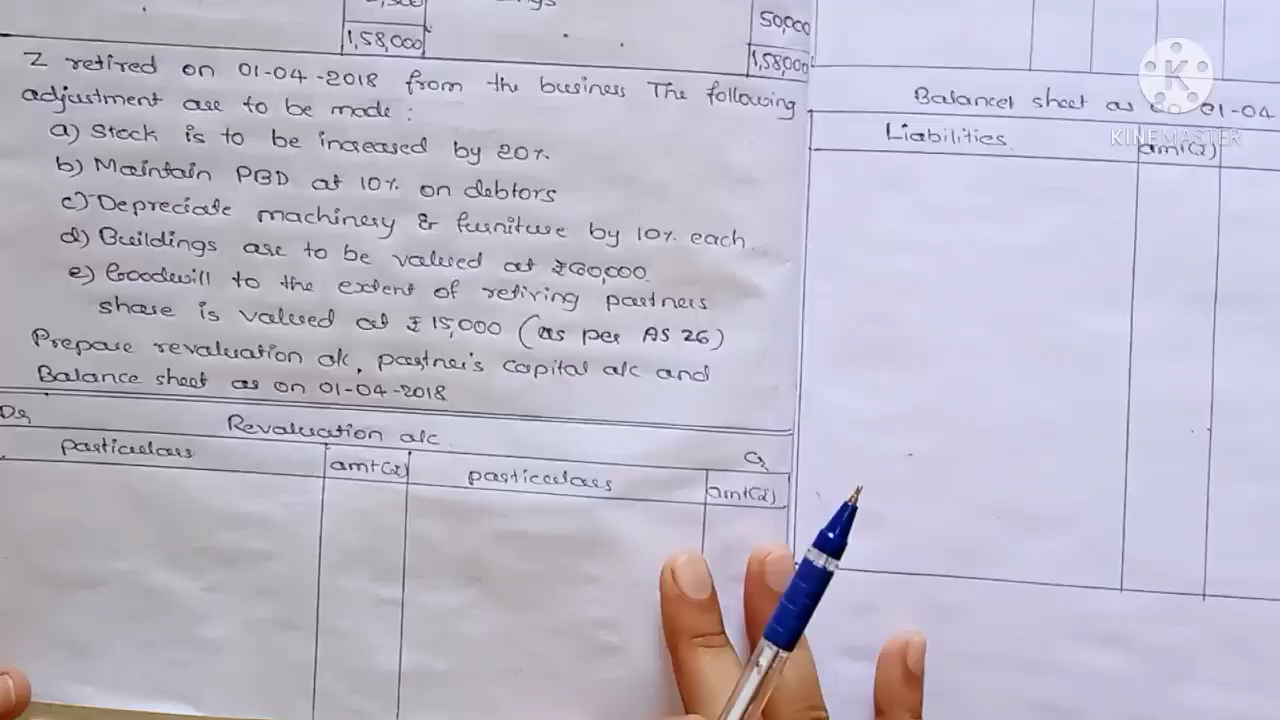 50,000
1,58,000
1,58,000
Z retired on 01-04-2018 from the business The following
adjustment are to be made :
a) Stock is to be increased by 20%
b) Maintain PBD at 10% on debtors
c) Depreciate machinery & furniture by 10% each
d) Buildings are to be valued at ₹60,000
e) Goodwill to the extent of retiring partners
share is valued at ₹15,000 (as per AS 26)
Prepare revaluation a/c, partner's capital a/c and
Balance sheet as on 01-04-2018
Dr
Revaluation a/c
Cr
particulars amt(₹) particulars amt(₹)
Balance sheet as on 01-04
Liabilities amt(₹)
K
KINEMASTER